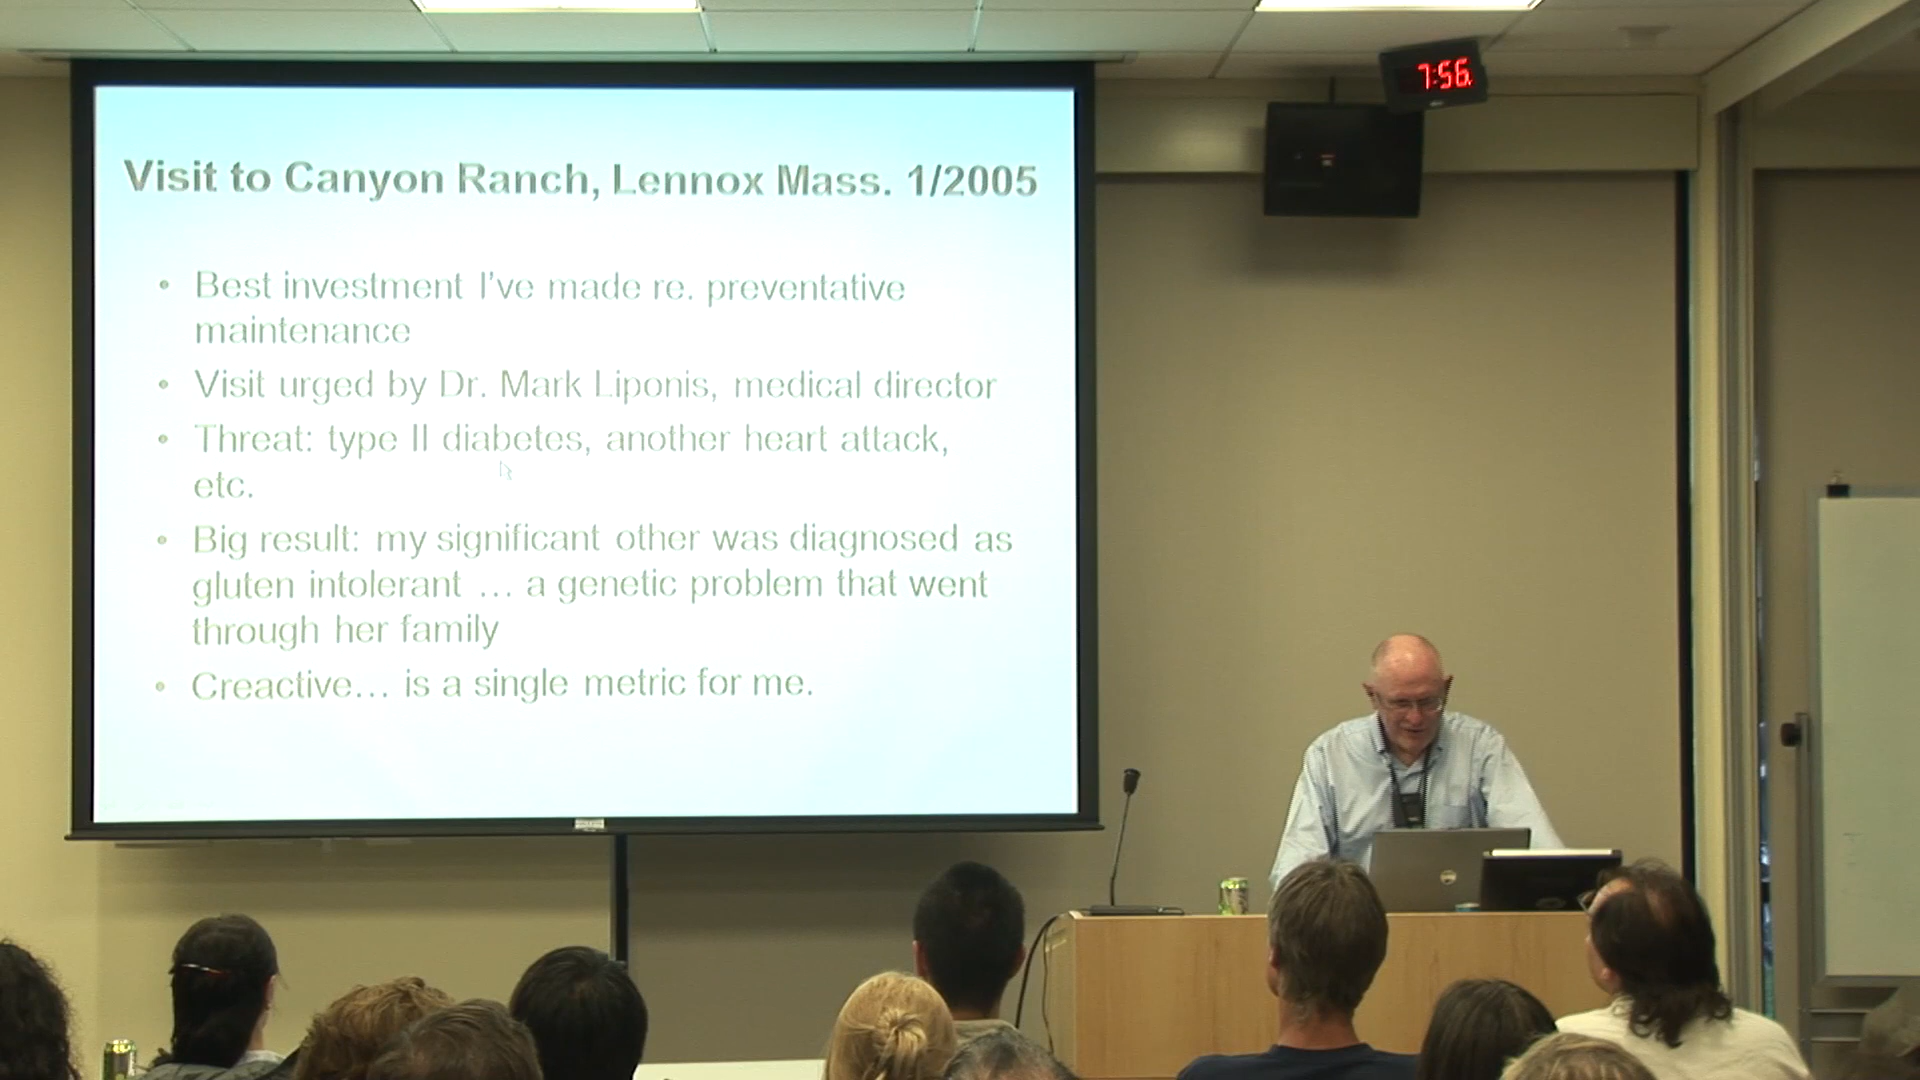 7:56
Visit to Canyon Ranch, Lennox Mass. 1/2005
• Best investment I've made re. preventative
maintenance
• Visit urged by Dr. Mark Liponis, medical director
• Threat: type II diabetes, another heart attack,
etc.
• Big result: my significant other was diagnosed as
gluten intolerant … a genetic problem that went
through her family
• Creactive… is a single metric for me.